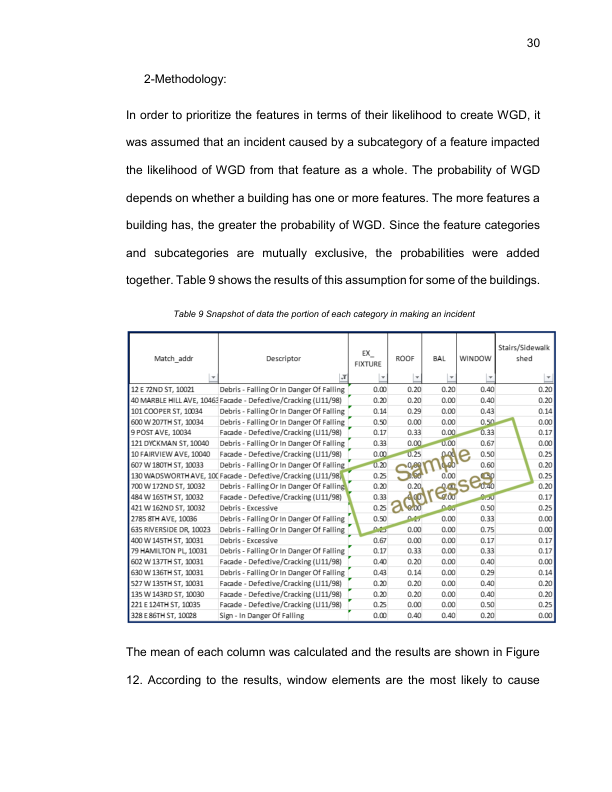 30
2-Methodology:
In order to prioritize the features in terms of their likelihood to create WGD, it
was assumed that an incident caused by a subcategory of a feature impacted
the likelihood of WGD from that feature as a whole. The probability of WGD
depends on whether a building has one or more features. The more features a
building has, the greater the probability of WGD. Since the feature categories
and subcategories are mutually exclusive, the probabilities were added
together. Table 9 shows the results of this assumption for some of the buildings.
Table 9 Snapshot of data the portion of each category in making an incident
Match_addr Descriptor EX_ FIXTURE ROOF BAL WINDOW Stairs/Sidewalk shed
12 E 72ND ST, 10021 Debris - Falling Or In Danger Of Falling 0.00 0.20 0.20 0.40 0.20
40 MARBLE HILL AVE, 10463 Facade - Defective/Cracking (LI11/98) 0.20 0.20 0.00 0.40 0.20
101 COOPER ST, 10034 Debris - Falling Or In Danger Of Falling 0.14 0.29 0.00 0.43 0.14
600 W 207TH ST, 10034 Debris - Falling Or In Danger Of Falling 0.50 0.00 0.00 0.50 0.00
9 POST AVE, 10034 Facade - Defective/Cracking (LI11/98) 0.17 0.33 0.00 0.33 0.17
121 DYCKMAN ST, 10040 Debris - Falling Or In Danger Of Falling 0.33 0.00 0.00 0.67 0.00
10 FAIRVIEW AVE, 10040 Facade - Defective/Cracking (LI11/98) 0.00 0.25 0.00 0.50 0.25
607 W 180TH ST, 10033 Debris - Falling Or In Danger Of Falling 0.20 0.00 0.60 0.20
130 WADSWORTH AVE, 100 Facade - Defective/Cracking (LI11/98) 0.25 0.00 0.25
700 W 172ND ST, 10032 Debris - Falling Or In Danger Of Falling 0.20 0.20 0.40 0.20
484 W 165TH ST, 10032 Facade - Defective/Cracking (LI11/98) 0.33 0.00 0.17
421 W 162ND ST, 10032 Debris - Excessive 0.25 0.00 0.00 0.50 0.25
2785 8TH AVE, 10036 Debris - Falling Or In Danger Of Falling 0.50 0.00 0.33 0.00
635 RIVERSIDE DR, 10023 Debris - Falling Or In Danger Of Falling 0.00 0.00 0.75 0.00
400 W 145TH ST, 10031 Debris - Excessive 0.67 0.00 0.00 0.17 0.17
79 HAMILTON PL, 10031 Debris - Falling Or In Danger Of Falling 0.17 0.33 0.00 0.33 0.17
602 W 137TH ST, 10031 Facade - Defective/Cracking (LI11/98) 0.40 0.20 0.00 0.40 0.00
630 W 136TH ST, 10031 Debris - Falling Or In Danger Of Falling 0.43 0.14 0.00 0.29 0.14
527 W 135TH ST, 10031 Facade - Defective/Cracking (LI11/98) 0.20 0.20 0.00 0.40 0.20
135 W 143RD ST, 10030 Facade - Defective/Cracking (LI11/98) 0.20 0.20 0.00 0.40 0.00
221 E 124TH ST, 10035 Facade - Defective/Cracking (LI11/98) 0.25 0.00 0.00 0.50 0.25
328 E 86TH ST, 10028 Sign - In Danger Of Falling 0.00 0.40 0.40 0.20 0.00
Sample
addresses
The mean of each column was calculated and the results are shown in Figure
12. According to the results, window elements are the most likely to cause